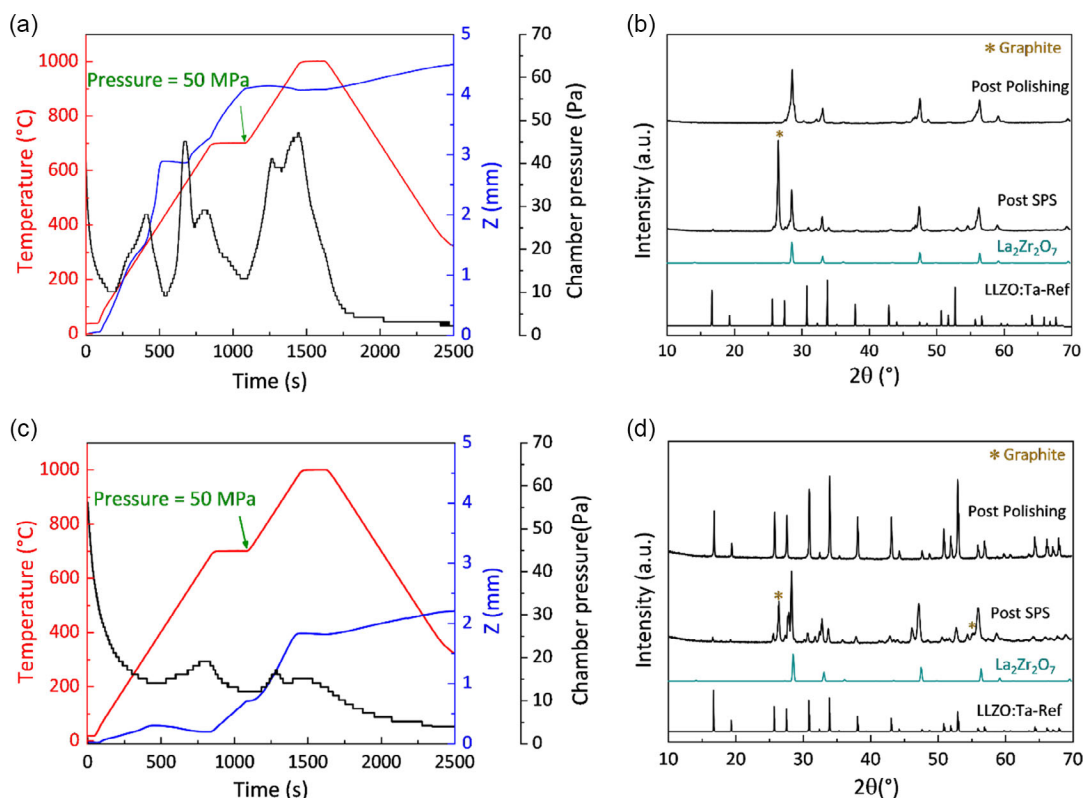 (a)
Temperature (°C)
1000
800
600
400
200
0
Pressure = 50 MPa
5
4
3
2
1
0
Z (mm)
70
60
50
40
30
20
10
0
Chamber pressure (Pa)
0 500 1000 1500 2000 2500
Time (s)
(b)
Intensity (a.u.)
* Graphite
Post Polishing
*
Post SPS
La₂Zr₂O₇
LLZO:Ta-Ref
10 20 30 40 50 60 70
2θ (°)
(c)
Temperature (°C)
1000
800
600
400
200
0
Pressure = 50 MPa
5
4
3
2
1
0
Z (mm)
70
60
50
40
30
20
10
0
Chamber pressure(Pa)
0 500 1000 1500 2000 2500
Time (s)
(d)
Intensity (a.u.)
* Graphite
Post Polishing
* *
Post SPS
La₂Zr₂O₇
LLZO:Ta-Ref
10 20 30 40 50 60 70
2θ(°)